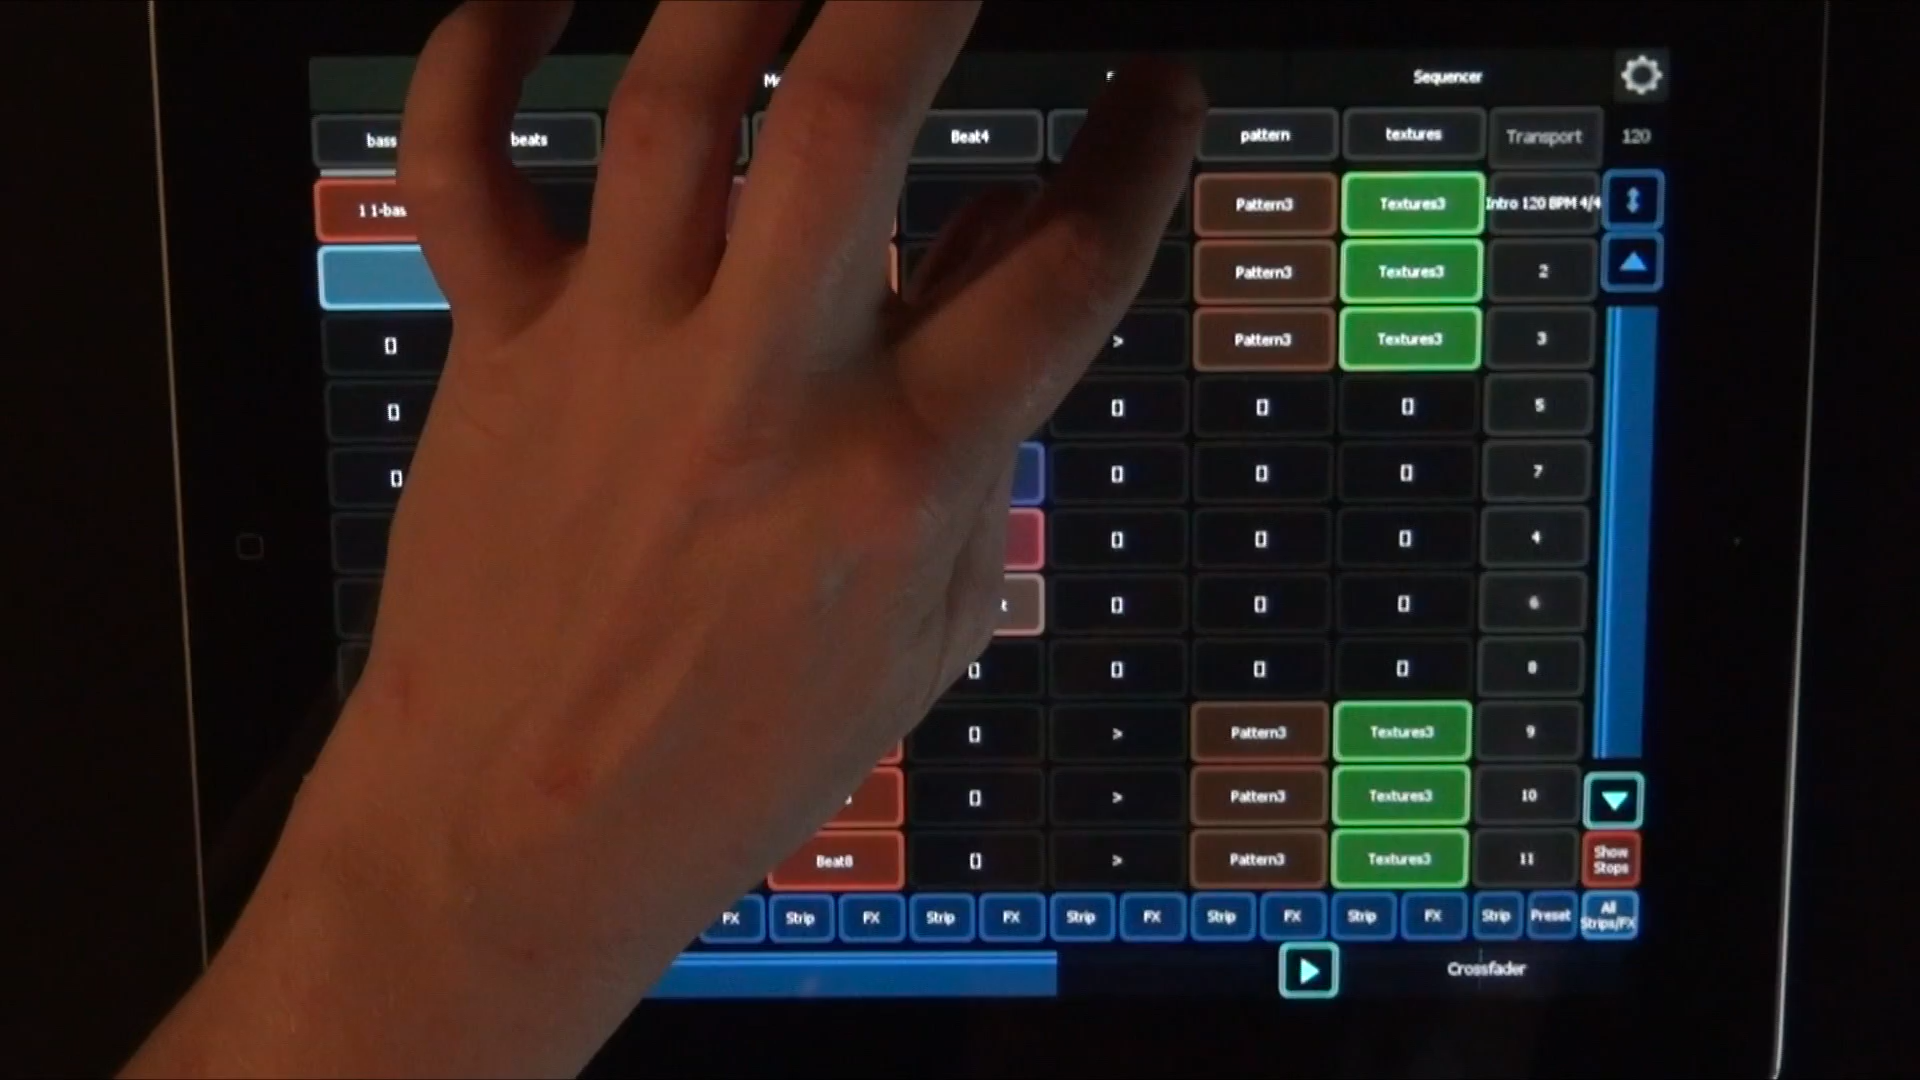 Sequencer
bass beats Beat4 pattern textures Transport 120
1 1-bas Pattern3 Textures3 Intro 120 BPM 4/4
Pattern3 Textures3 2
[] > Pattern3 Textures3 3
[] [] [] [] 5
[] [] [] [] 7
[] [] [] 4
[] [] [] 6
[] [] [] [] 8
[] > Pattern3 Textures3 9
[] > Pattern3 Textures3 10
Beat8 [] > Pattern3 Textures3 11
Show
Stops
FX Strip FX Strip FX Strip FX Strip FX Strip FX Strip Preset All
Strips/FX
Crossfader